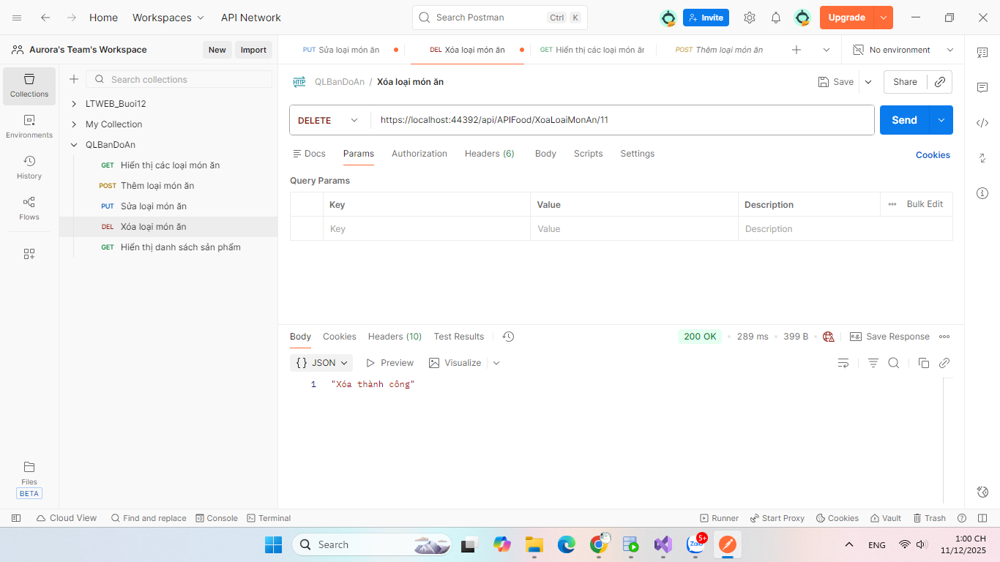 Home Workspaces API Network Search Postman Ctrl K Invite Upgrade
Aurora's Team's Workspace New Import
PUT Sửa loại món ăn DEL Xóa loại món ăn GET Hiển thị các loại món ăn POST Thêm loại món ăn No environment
Collections
Environments
History
Flows
Files
BETA
Search collections
LTWEB_Buoi12
My Collection
QLBanDoAn
GET Hiển thị các loại món ăn
POST Thêm loại món ăn
PUT Sửa loại món ăn
DEL Xóa loại món ăn
GET Hiển thị danh sách sản phẩm
HTTP QLBanDoAn / Xóa loại món ăn Save Share
DELETE https://localhost:44392/api/APIFood/XoaLoaiMonAn/11 Send
Docs Params Authorization Headers (6) Body Scripts Settings Cookies
Query Params
Key Value Description Bulk Edit
Key Value Description
Body Cookies Headers (10) Test Results 200 OK 289 ms 399 B e.g. Save Response
{} JSON Preview Visualize
1 "Xóa thành công"
Cloud View Find and replace Console Terminal Runner Start Proxy Cookies Vault Trash
Search Zalo 5+ ENG 1:00 CH
11/12/2025